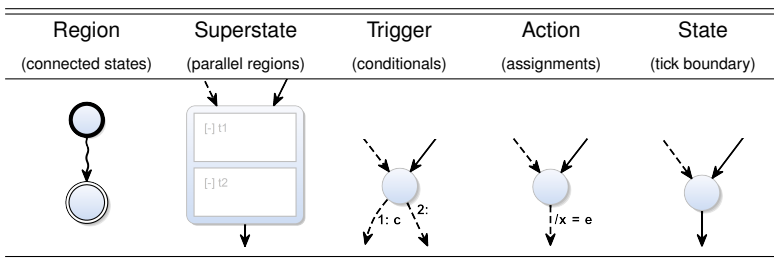 Region Superstate Trigger Action State
(connected states) (parallel regions) (conditionals) (assignments) (tick boundary)
[-] t1
[-] t2
1: c 2:
/x = e